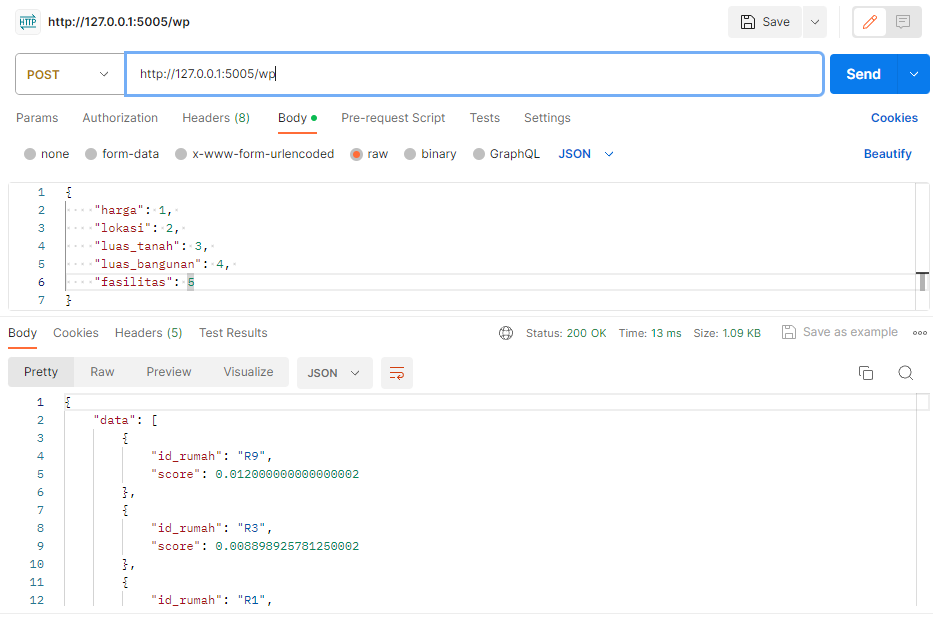 HTTP http://127.0.0.1:5005/wp Save
POST http://127.0.0.1:5005/wp Send
Params Authorization Headers (8) Body Pre-request Script Tests Settings Cookies
none form-data x-www-form-urlencoded raw binary GraphQL JSON Beautify
1 {
2 "harga": 1,
3 "lokasi": 2,
4 "luas_tanah": 3,
5 "luas_bangunan": 4,
6 "fasilitas": 5
7 }
Body Cookies Headers (5) Test Results Status: 200 OK Time: 13 ms Size: 1.09 KB Save as example
Pretty Raw Preview Visualize JSON
1 {
2 "data": [
3 {
4 "id_rumah": "R9",
5 "score": 0.012000000000000002
6 },
7 {
8 "id_rumah": "R3",
9 "score": 0.008898925781250002
10 },
11 {
12 "id_rumah": "R1",